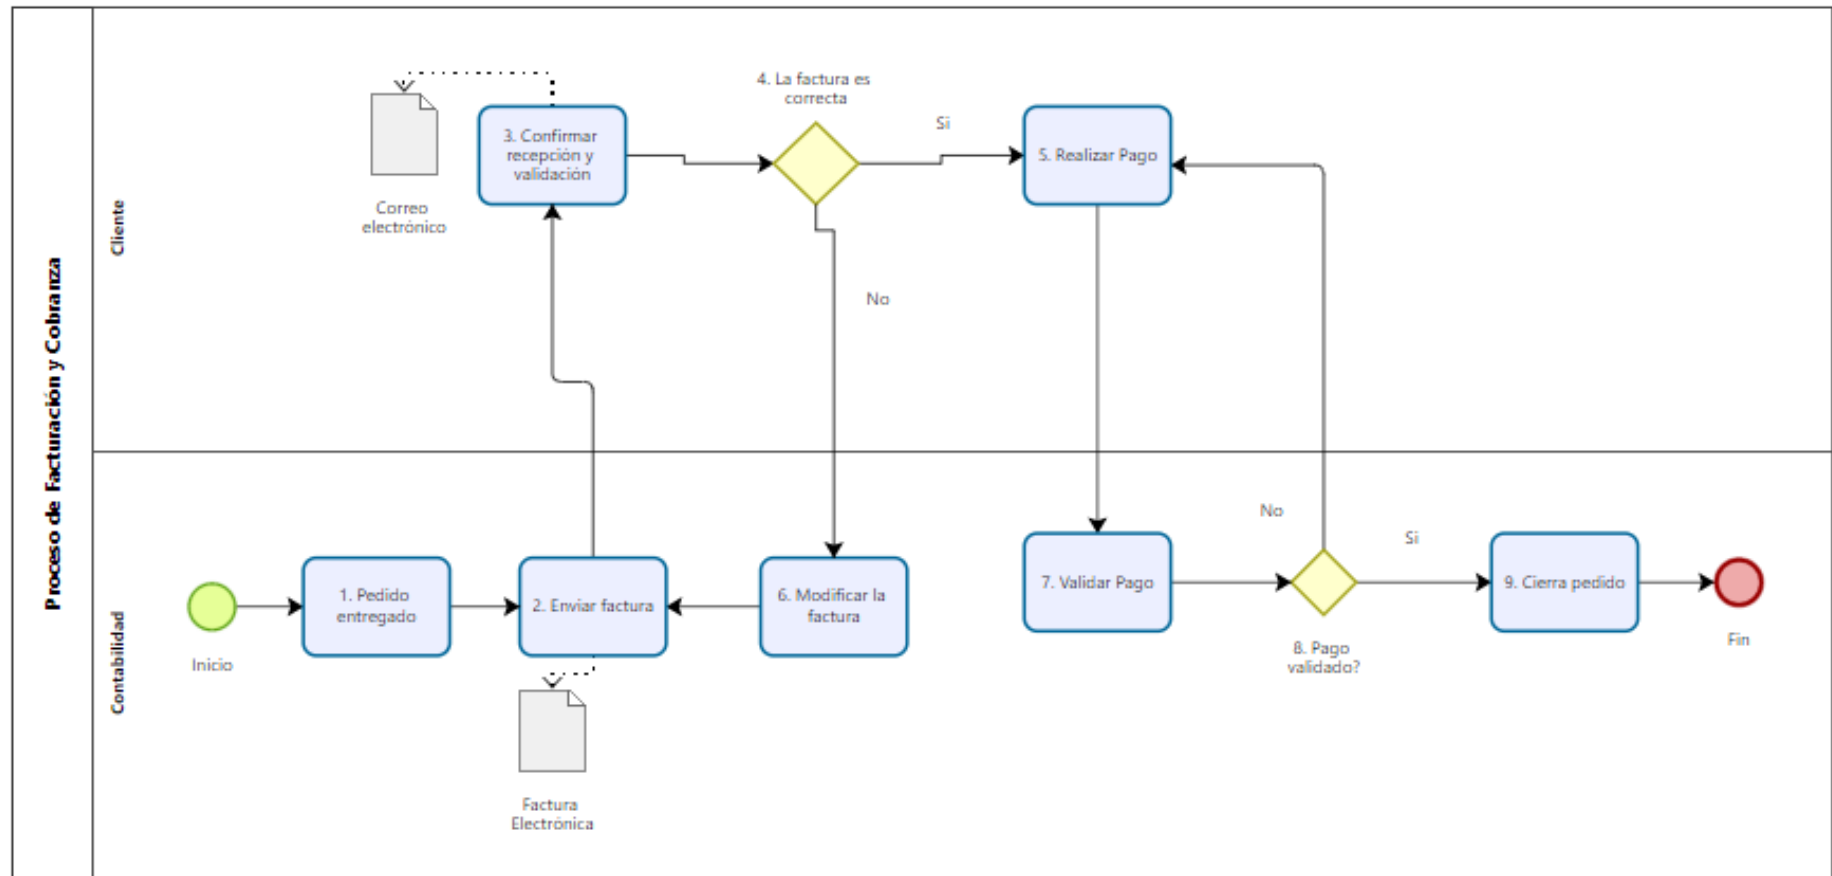 Proceso de Facturación y Cobranza
Cliente
4. La factura es
correcta
Si
3. Confirmar
recepción y
validación
5. Realizar Pago
Correo
electrónico
No
Contabilidad
No
Si
1. Pedido
entregado
2. Enviar factura
6. Modificar la
factura
7. Validar Pago
9. Cierra pedido
Inicio
8. Pago
validado?
Fin
Factura
Electrónica